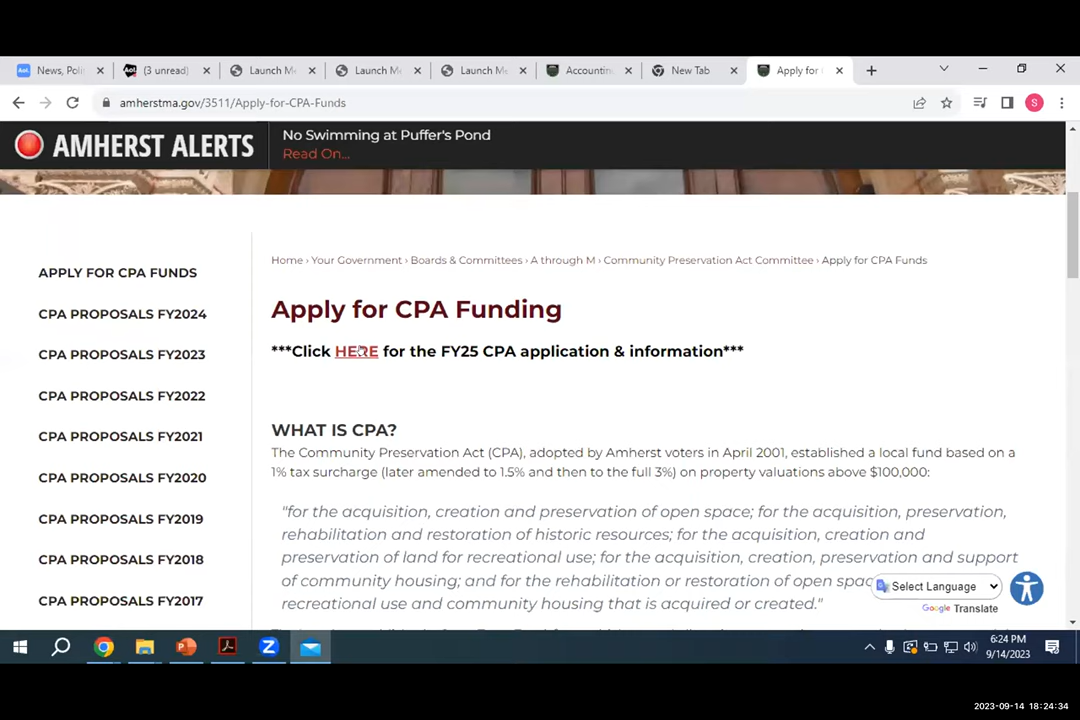 News, Poli
(3 unread)
Launch Me
Launch Me
Launch Me
Accountin
New Tab
Apply for
amherstma.gov/3511/Apply-for-CPA-Funds
S
AMHERST ALERTS
No Swimming at Puffer's Pond
Read On...
APPLY FOR CPA FUNDS
CPA PROPOSALS FY2024
CPA PROPOSALS FY2023
CPA PROPOSALS FY2022
CPA PROPOSALS FY2021
CPA PROPOSALS FY2020
CPA PROPOSALS FY2019
CPA PROPOSALS FY2018
CPA PROPOSALS FY2017
Home › Your Government › Boards & Committees › A through M › Community Preservation Act Committee › Apply for CPA Funds
Apply for CPA Funding
***Click HERE for the FY25 CPA application & information***
WHAT IS CPA?
The Community Preservation Act (CPA), adopted by Amherst voters in April 2001, established a local fund based on a
1% tax surcharge (later amended to 1.5% and then to the full 3%) on property valuations above $100,000:
"for the acquisition, creation and preservation of open space; for the acquisition, preservation,
rehabilitation and restoration of historic resources; for the acquisition, creation and
preservation of land for recreational use; for the acquisition, creation, preservation and support
of community housing; and for the rehabilitation or restoration of open spac
recreational use and community housing that is acquired or created."
Select Language
Google Translate
6:24 PM
9/14/2023
2023-09-14 18:24:34